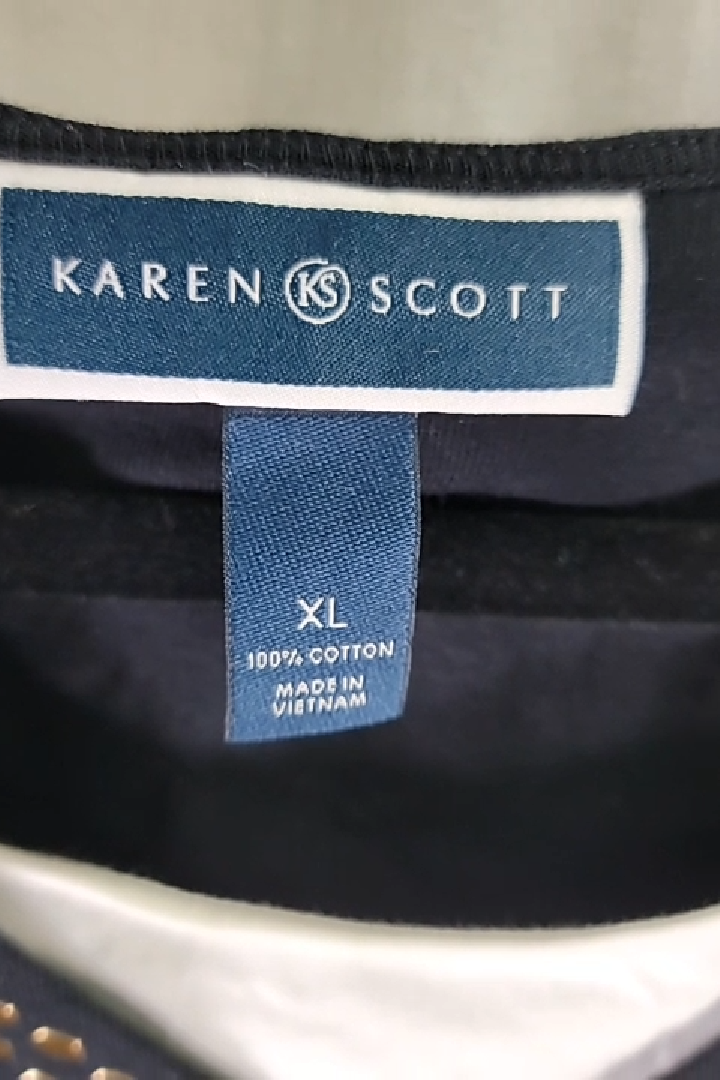 KAREN KS SCOTT
XL
100% COTTON
MADE IN
VIETNAM